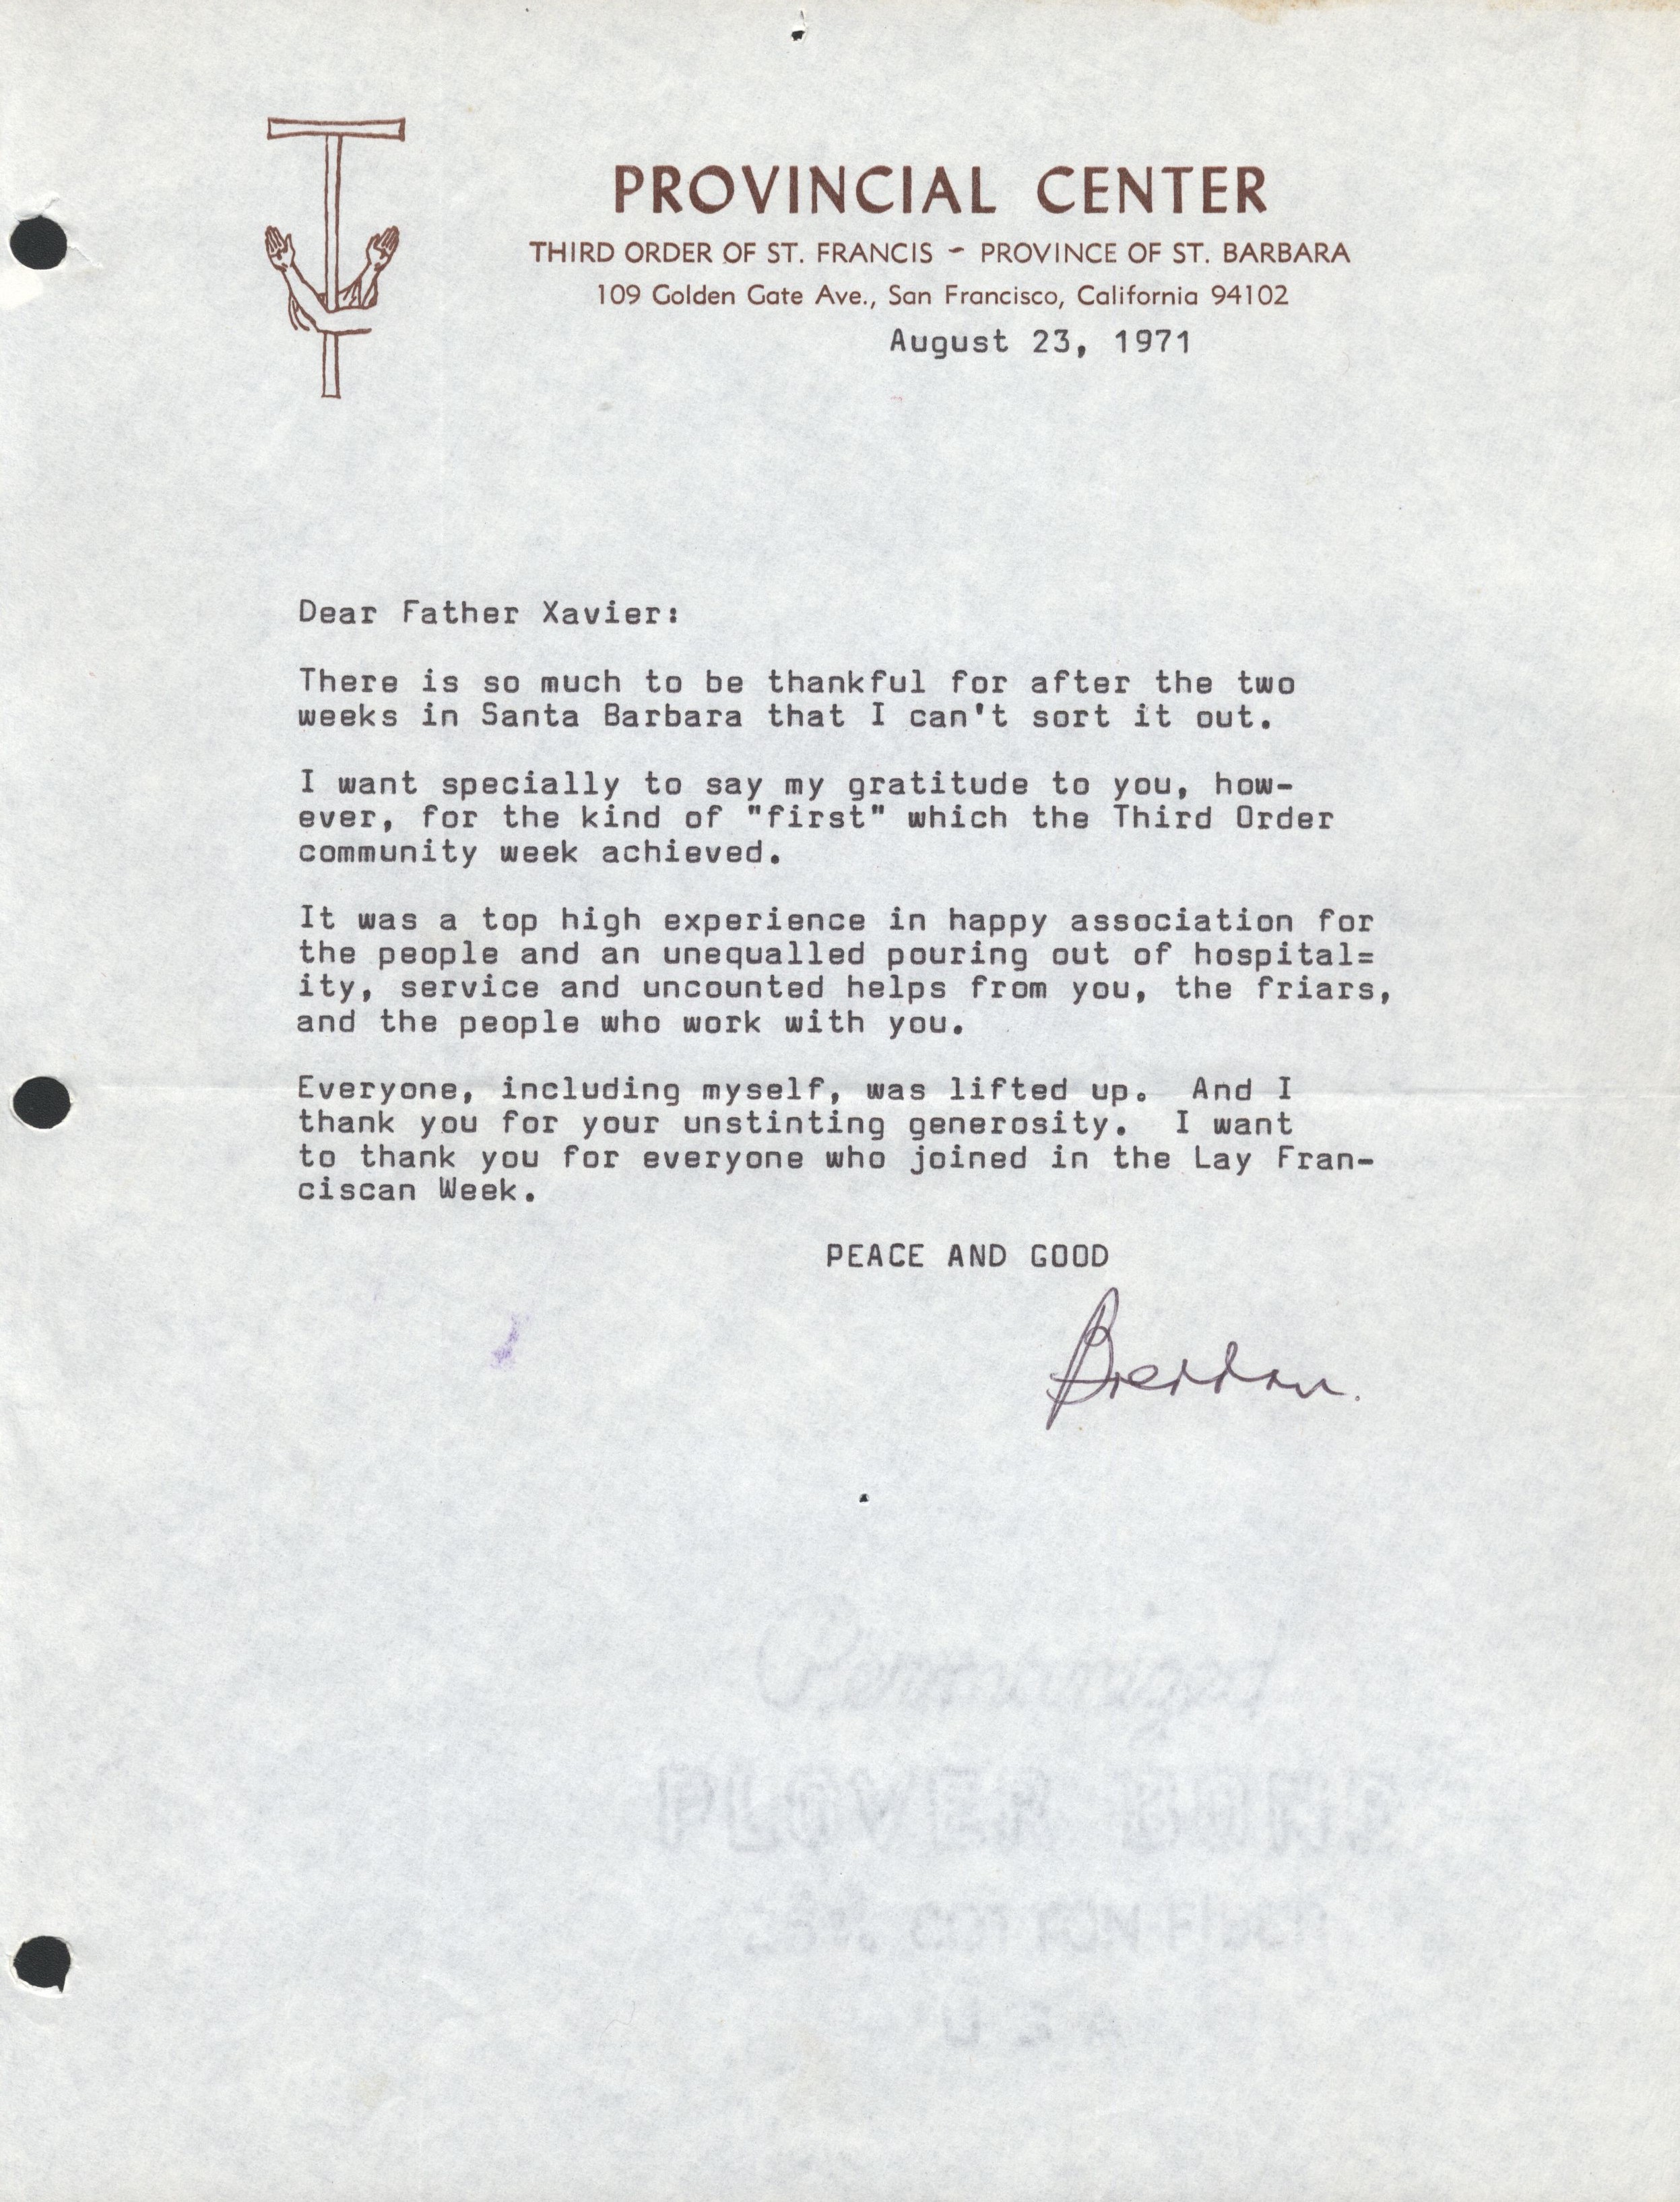 PROVINCIAL CENTER
THIRD ORDER OF ST. FRANCIS - PROVINCE OF ST. BARBARA
109 Golden Gate Ave., San Francisco, California 94102
August 23, 1971
Dear Father Xavier:
There is so much to be thankful for after the two
weeks in Santa Barbara that I can't sort it out.
I want specially to say my gratitude to you, how-
ever, for the kind of "first" which the Third Order
community week achieved.
It was a top high experience in happy association for
the people and an unequalled pouring out of hospital=
ity, service and uncounted helps from you, the friars,
and the people who work with you.
Everyone, including myself, was lifted up. And I
thank you for your unstinting generosity. I want
to thank you for everyone who joined in the Lay Fran-
ciscan Week.
PEACE AND GOOD
Brendan.
PLOVER BOND
25% COTTON FIBER
U S A